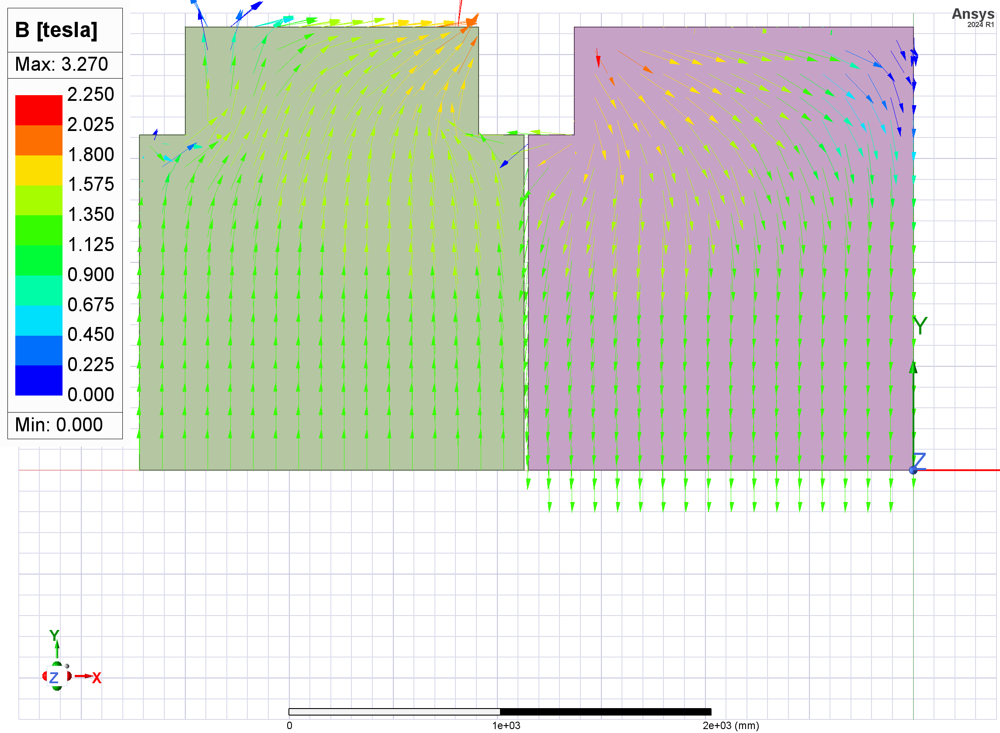 B [tesla]
Max: 3.270
2.250
2.025
1.800
1.575
1.350
1.125
0.900
0.675
0.450
0.225
0.000
Min: 0.000
Ansys
2024 R1
Y
Z
Y
Z
X
0
1e+03
2e+03 (mm)